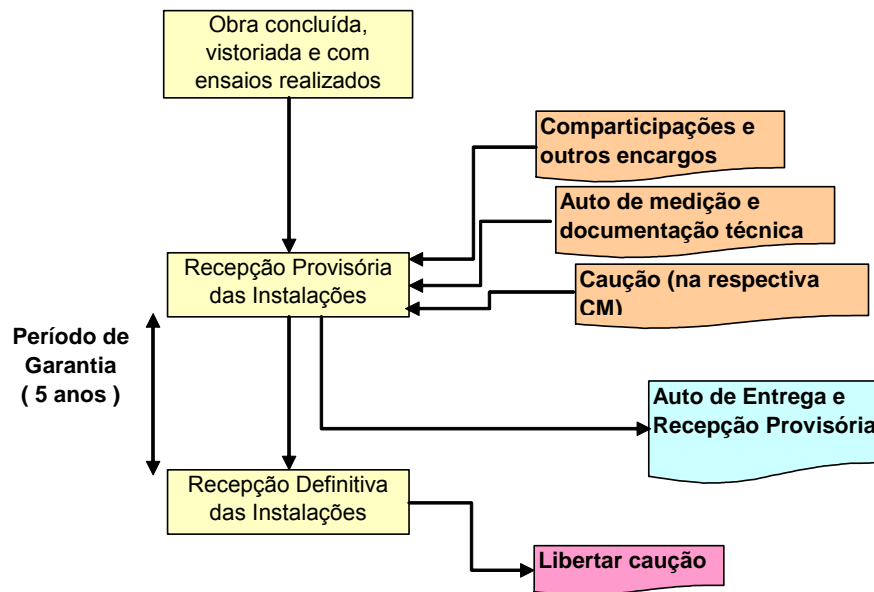 Obra concluída,
vistoriada e com
ensaios realizados
Comparticipações e
outros encargos
Auto de medição e
documentação técnica
Recepção Provisória
das Instalações
Caução (na respectiva
CM)
Período de
Garantia
( 5 anos )
Auto de Entrega e
Recepção Provisória
Recepção Definitiva
das Instalações
Libertar caução